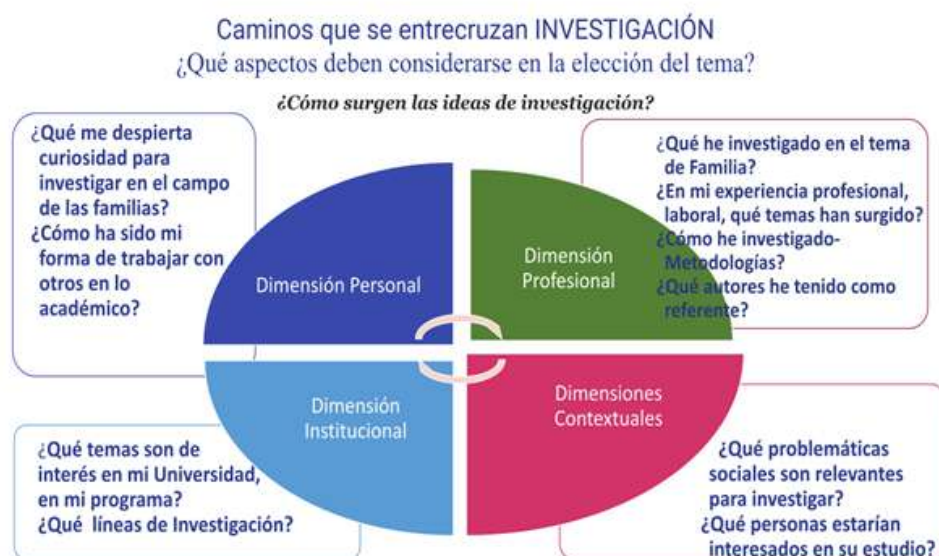 Caminos que se entrecruzan INVESTIGACIÓN
¿Qué aspectos deben considerarse en la elección del tema?
¿Cómo surgen las ideas de investigación?
¿Qué me despierta
curiosidad para
investigar en el campo
de las familias?
¿Cómo ha sido mi
forma de trabajar con
otros en lo
académico?
Dimensión Personal
Dimensión
Profesional
¿Qué he investigado en el tema
de Familia?
¿En mi experiencia profesional,
laboral, qué temas han surgido?
¿Cómo he investigado-
Metodologías?
¿Qué autores he tenido como
referente?
Dimensión
Institucional
¿Qué temas son de
interés en mi Universidad,
en mi programa?
¿Qué líneas de Investigación?
Dimensiones
Contextuales
¿Qué problemáticas
sociales son relevantes
para investigar?
¿Qué personas estarían
interesados en su estudio?